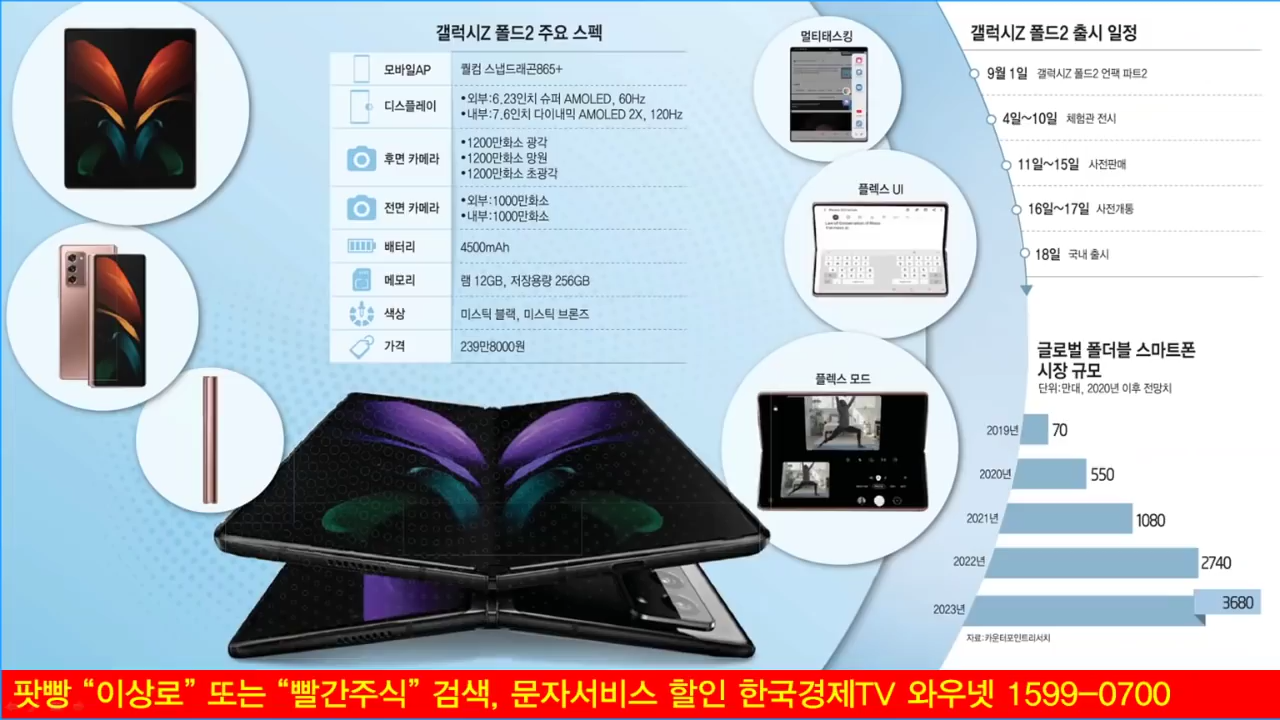 갤럭시Z 폴드2 주요 스펙
모바일AP
퀄컴 스냅드래곤865+
디스플레이
•외부:6.23인치 슈퍼 AMOLED, 60Hz
•내부:7.6인치 다이내믹 AMOLED 2X, 120Hz
후면 카메라
•1200만화소 광각
•1200만화소 망원
•1200만화소 초광각
전면 카메라
•외부:1000만화소
•내부:1000만화소
배터리
4500mAh
메모리
램 12GB, 저장용량 256GB
색상
미스틱 블랙, 미스틱 브론즈
가격
239만8000원
멀티태스킹
플렉스 UI
플렉스 모드
갤럭시Z 폴드2 출시 일정
9월 1일 갤럭시Z 폴드2 언팩 파트2
4일~10일 체험관 전시
11일~15일 사전판매
16일~17일 사전개통
18일 국내 출시
글로벌 폴더블 스마트폰
시장 규모
단위:만대, 2020년 이후 전망치
2019년 70
2020년 550
2021년 1080
2022년 2740
2023년 3680
자료:카운터포인트리서치
팟빵 “이상로” 또는 “빨간주식” 검색, 문자서비스 할인 한국경제TV 와우넷 1599-0700